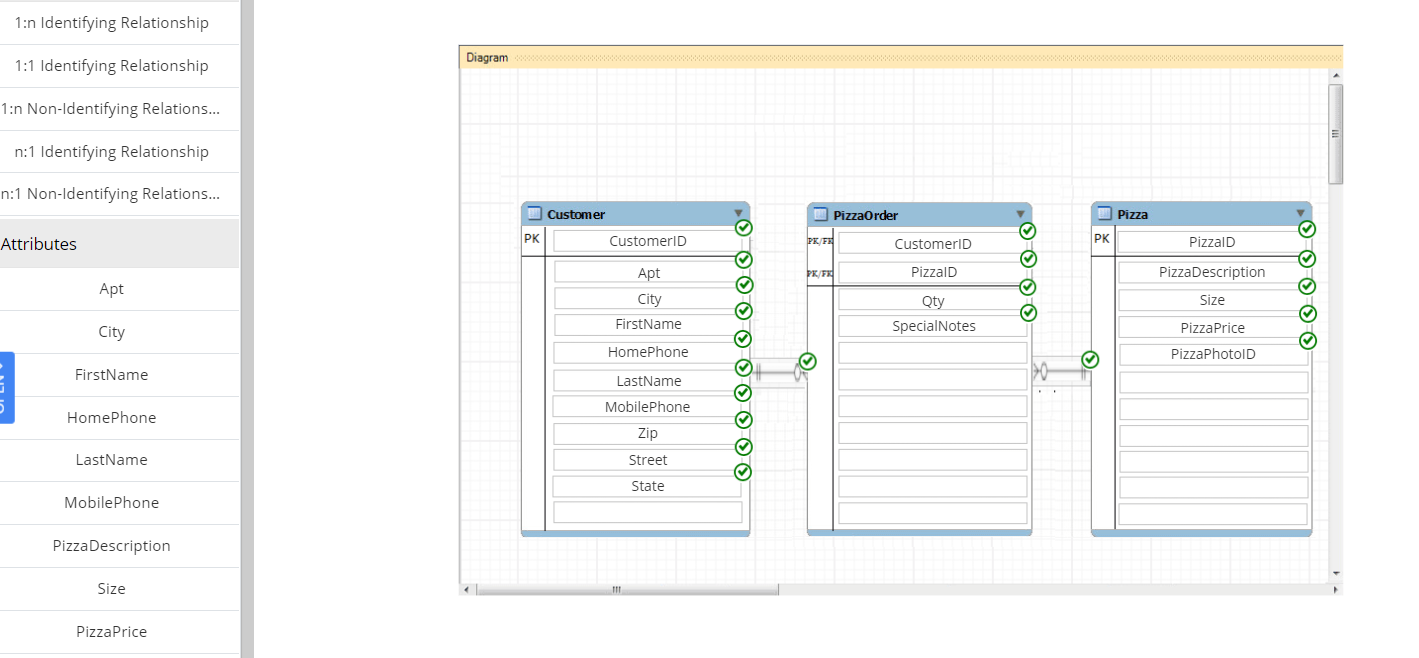 1:n Identifying Relationship
1:1 Identifying Relationship
1:n Non-Identifying Relations...
n:1 Identifying Relationship
n:1 Non-Identifying Relations...
Attributes
Apt
City
FirstName
HomePhone
LastName
MobilePhone
PizzaDescription
Size
PizzaPrice
OPEN
Diagram
Customer
PK
CustomerID
Apt
City
FirstName
HomePhone
LastName
MobilePhone
Zip
Street
State
PizzaOrder
PK/FK
CustomerID
PK/FK
PizzaID
Qty
SpecialNotes
Pizza
PK
PizzaID
PizzaDescription
Size
PizzaPrice
PizzaPhotoID